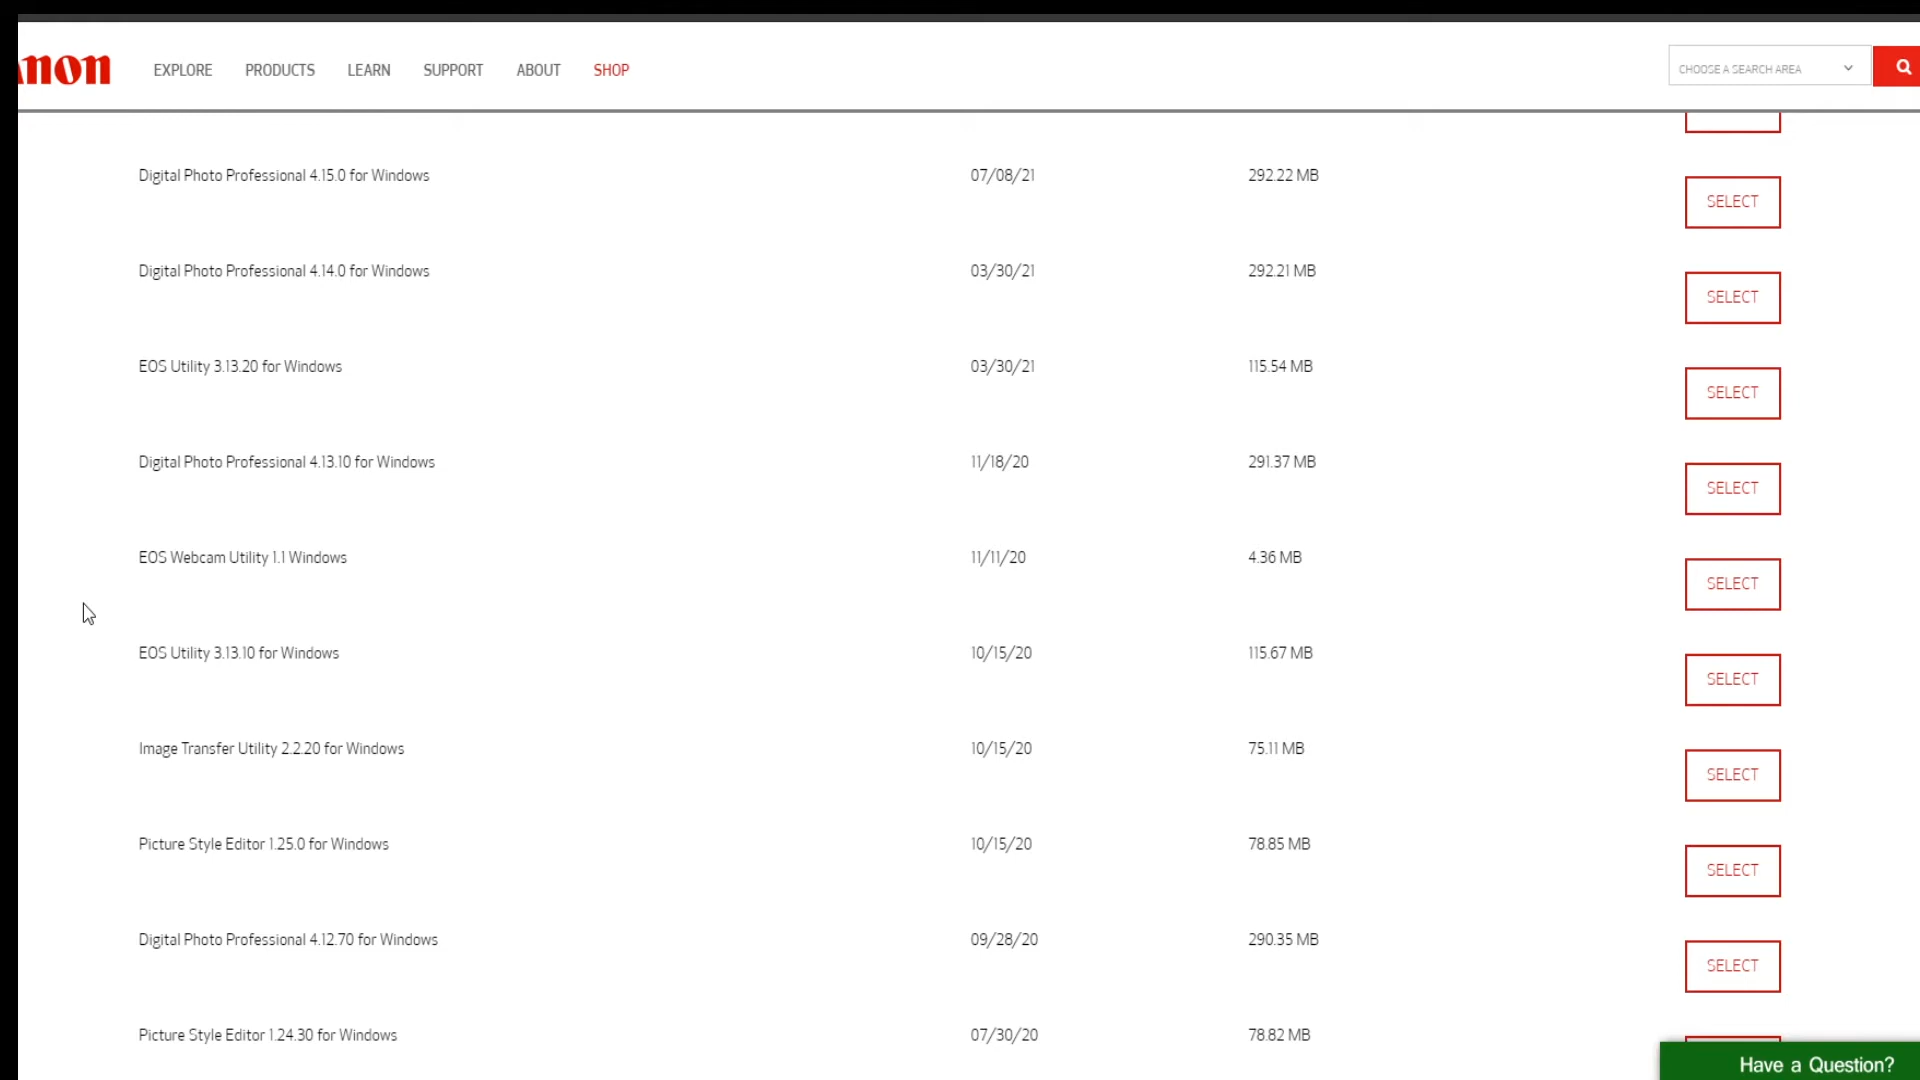 non EXPLORE PRODUCTS LEARN SUPPORT ABOUT SHOP CHOOSE A SEARCH AREA
Digital Photo Professional 4.15.0 for Windows 07/08/21 292.22 MB SELECT
Digital Photo Professional 4.14.0 for Windows 03/30/21 292.21 MB SELECT
EOS Utility 3.13.20 for Windows 03/30/21 115.54 MB SELECT
Digital Photo Professional 4.13.10 for Windows 11/18/20 291.37 MB SELECT
EOS Webcam Utility 1.1 Windows 11/11/20 4.36 MB SELECT
EOS Utility 3.13.10 for Windows 10/15/20 115.67 MB SELECT
Image Transfer Utility 2.2.20 for Windows 10/15/20 75.11 MB SELECT
Picture Style Editor 1.25.0 for Windows 10/15/20 78.85 MB SELECT
Digital Photo Professional 4.12.70 for Windows 09/28/20 290.35 MB SELECT
Picture Style Editor 1.24.30 for Windows 07/30/20 78.82 MB
Have a Question?